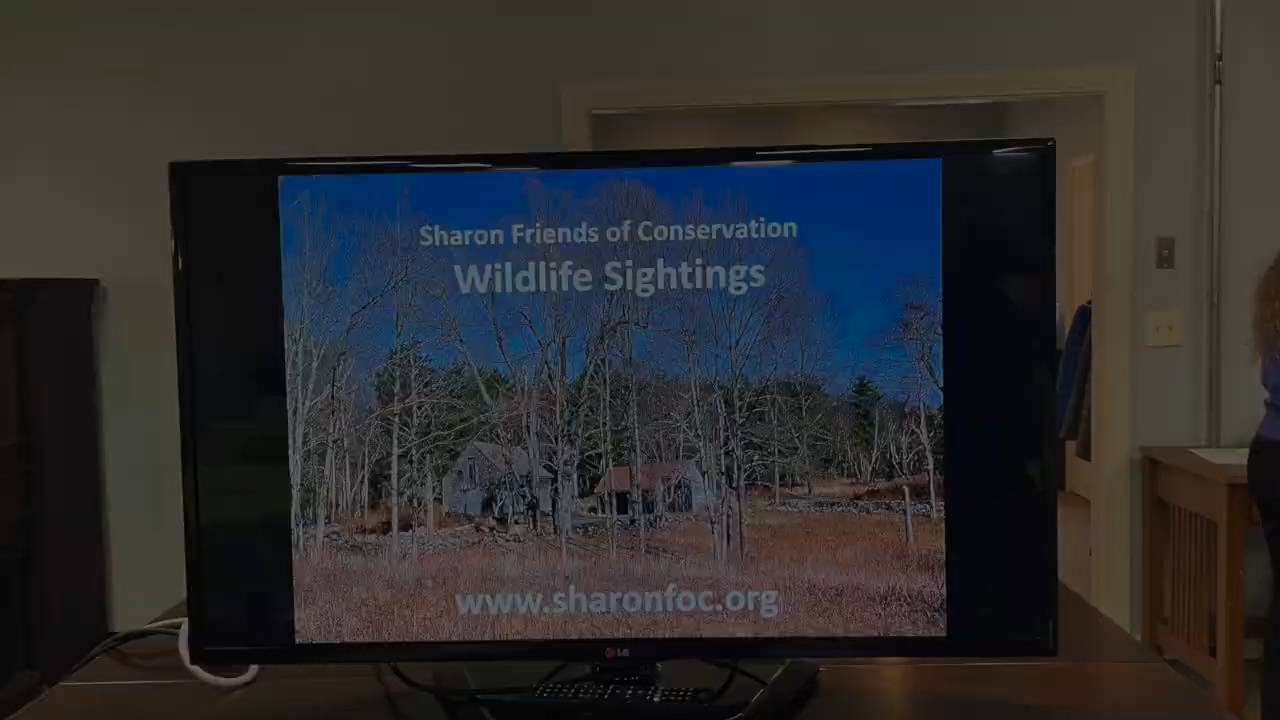 Sharon Friends of Conservation
Wildlife Sightings
www.sharonfoc.org
LG